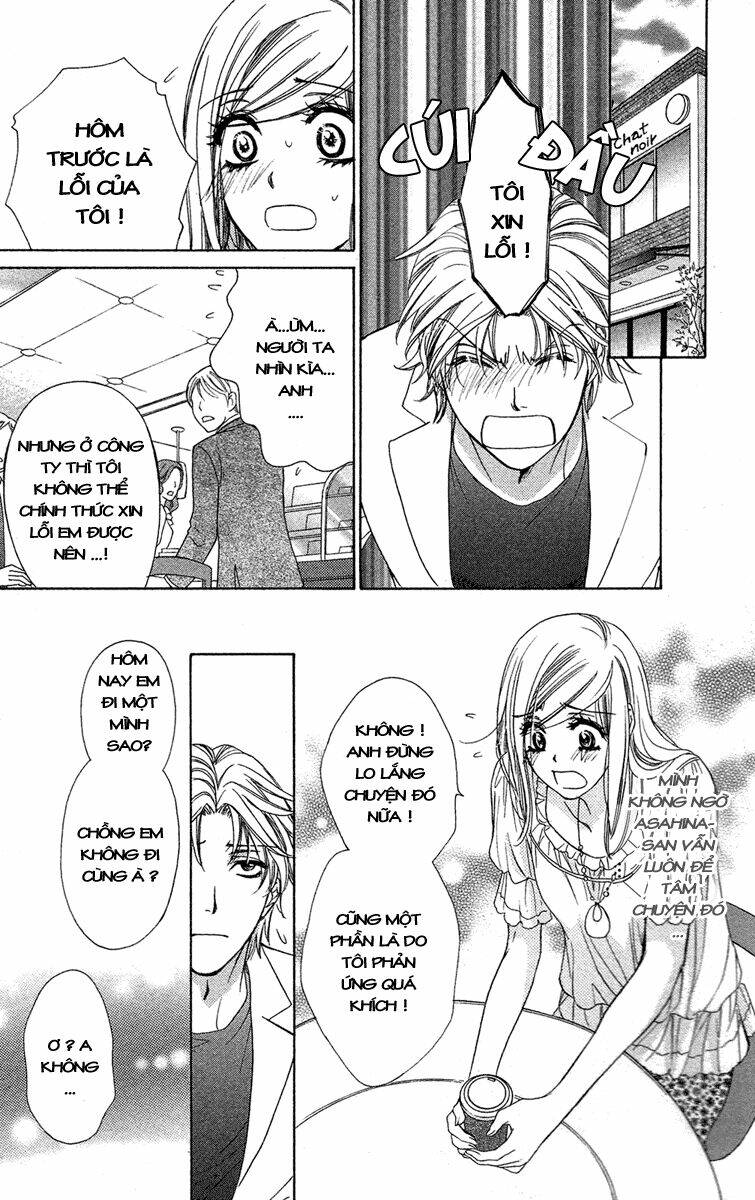 Chat
noir
CÚI ĐẦU
TÔI
XIN
LỖI !
HÔM
TRƯỚC LÀ
LỖI CỦA
TÔI !
À...ỪM...
NGƯỜI TA
NHÌN KÌA...
ANH
....
NHƯNG Ở CÔNG
TY THÌ TÔI
KHÔNG THỂ
CHÍNH THỨC XIN
LỖI EM ĐƯỢC
NÊN ...!
KHÔNG !
ANH ĐỪNG
LO LẮNG
CHUYỆN ĐÓ
NỮA !
MÌNH
KHÔNG NGỜ
ASAHINA-
SAN VẪN
LUÔN ĐỂ
TÂM
CHUYỆN ĐÓ
...
CŨNG MỘT
PHẦN LÀ DO
TÔI PHẢN
ỨNG QUÁ
KHÍCH !
HÔM
NAY EM
ĐI MỘT
MÌNH
SAO?
CHỒNG EM
KHÔNG ĐI
CÙNG À ?
Ơ ? A
KHÔNG
...